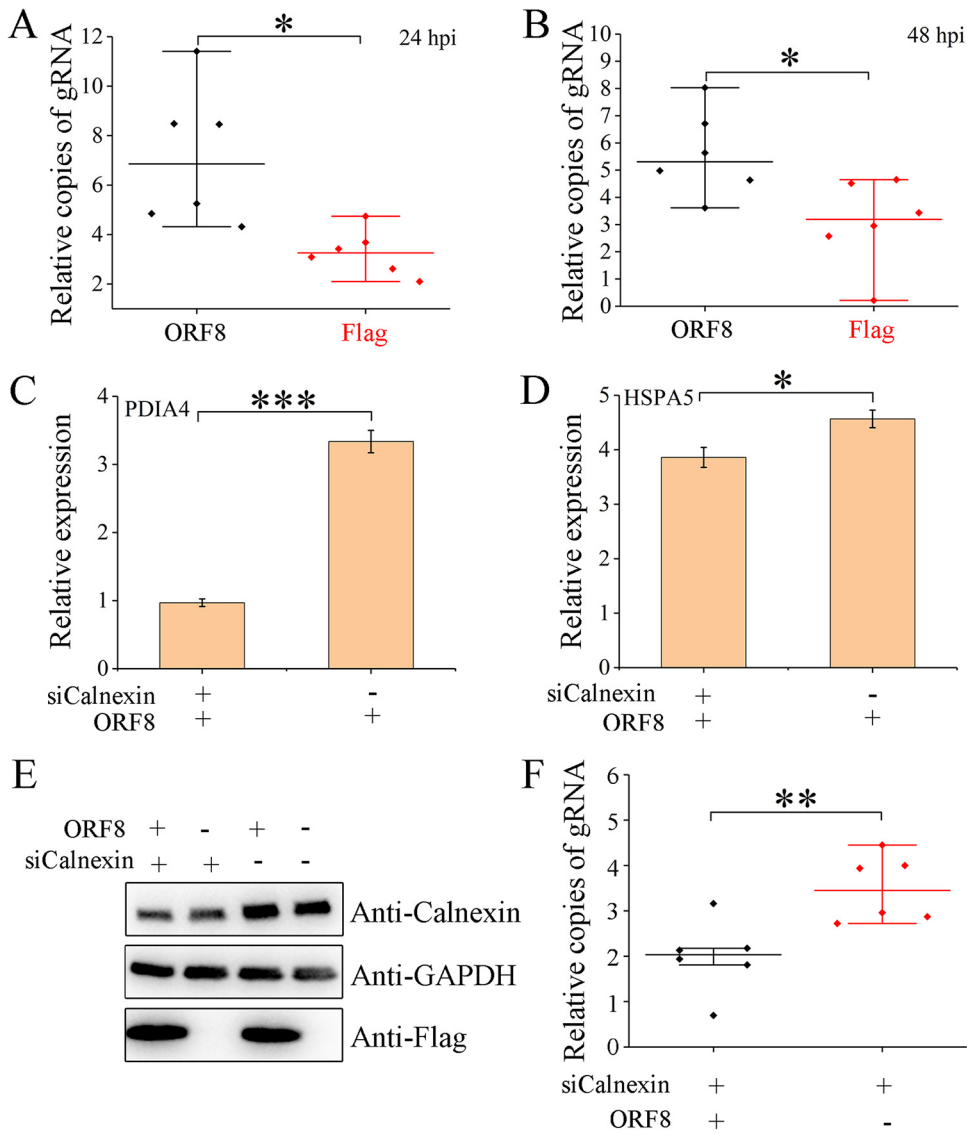 A
*
24 hpi
Relative copies of gRNA
12
10
8
6
4
2
ORF8
Flag
B
*
48 hpi
Relative copies of gRNA
10
9
8
7
6
5
4
3
2
1
0
ORF8
Flag
C
PDIA4
***
Relative expression
4
3
2
1
0
siCalnexin + -
ORF8 + +
D
HSPA5
*
Relative expression
5
4
3
2
1
0
siCalnexin + -
ORF8 + +
E
ORF8 + - + -
siCalnexin + + - -
Anti-Calnexin
Anti-GAPDH
Anti-Flag
F
**
Relative copies of gRNA
6
5
4
3
2
1
0
siCalnexin + +
ORF8 + -